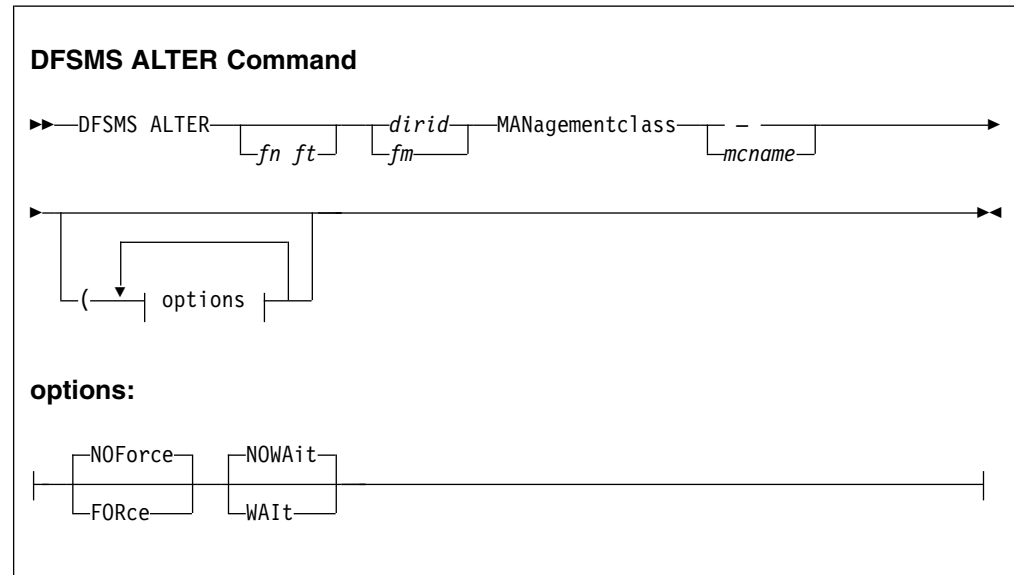 DFSMS ALTER Command
DFSMS ALTER fn ft dirid fm MANagementclass – mcname
( options
options:
NOForce NOWAit
FORce WAIt